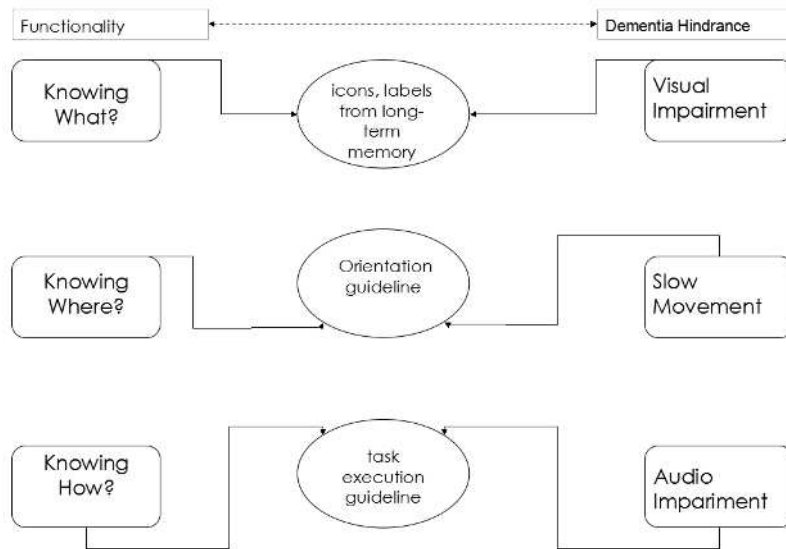 Functionality
Dementia Hindrance
Knowing
What?
icons, labels
from long-
term
memory
Visual
Impairment
Knowing
Where?
Orientation
guideline
Slow
Movement
Knowing
How?
task
execution
guideline
Audio
Impariment